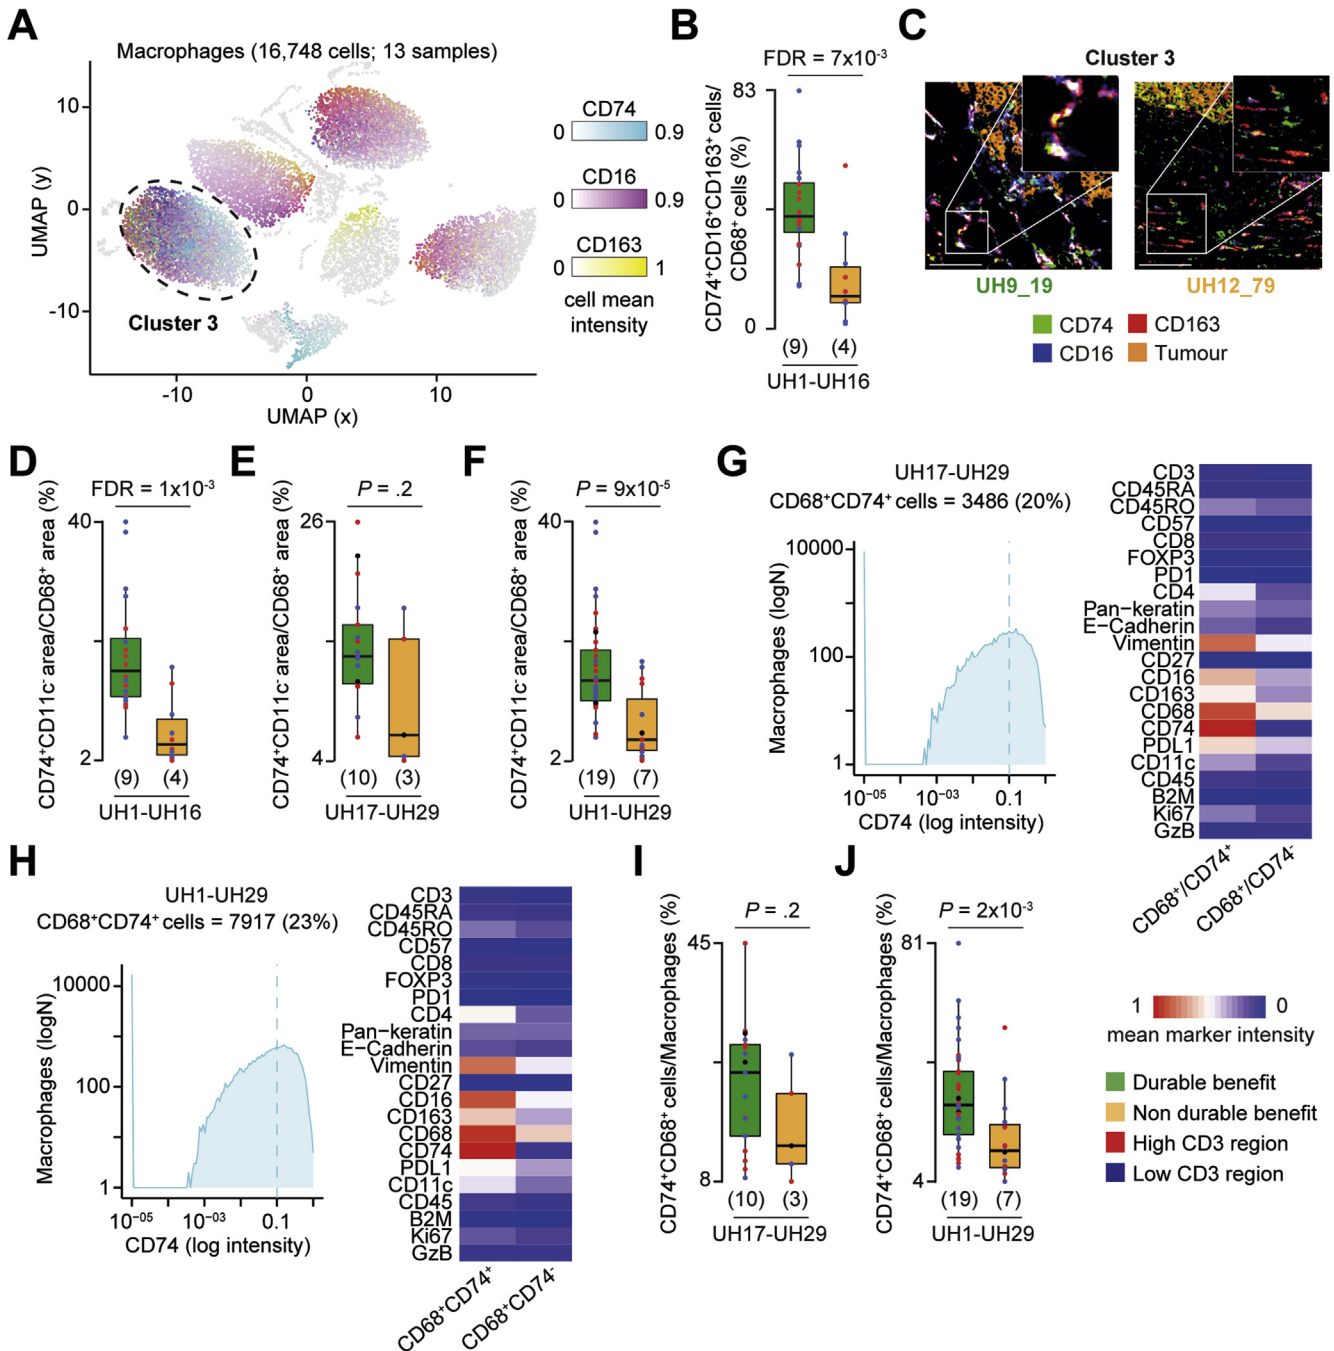 A
Macrophages (16,748 cells; 13 samples)
UMAP (y)
10
0
-10
-10 0 10
UMAP (x)
Cluster 3
CD74
0 0.9
CD16
0 0.9
CD163
0 1
cell mean
intensity
B
FDR = 7x10⁻³
CD74⁺CD16⁺CD163⁺ cells/
CD68⁺ cells (%)
83
0
(9) (4)
UH1-UH16
C
Cluster 3
UH9_19 UH12_79
CD74 CD163
CD16 Tumour
D
FDR = 1x10⁻³
CD74⁺CD11c⁻ area/CD68⁺ area (%)
40
2
(9) (4)
UH1-UH16
E
P = .2
CD74⁺CD11c⁻ area/CD68⁺ area (%)
26
4
(10) (3)
UH17-UH29
F
P = 9x10⁻⁵
CD74⁺CD11c⁻ area/CD68⁺ area (%)
40
2
(19) (7)
UH1-UH29
G
UH17-UH29
CD68⁺CD74⁺ cells = 3486 (20%)
Macrophages (logN)
10000
100
1
10⁻⁰⁵ 10⁻⁰³ 0.1
CD74 (log intensity)
CD3
CD45RA
CD45RO
CD57
CD8
FOXP3
PD1
CD4
Pan−keratin
E−Cadherin
Vimentin
CD27
CD16
CD163
CD68
CD74
PDL1
CD11c
CD45
B2M
Ki67
GzB
CD68⁺/CD74⁺
CD68⁺/CD74⁻
H
UH1-UH29
CD68⁺CD74⁺ cells = 7917 (23%)
Macrophages (logN)
10000
100
1
10⁻⁰⁵ 10⁻⁰³ 0.1
CD74 (log intensity)
CD3
CD45RA
CD45RO
CD57
CD8
FOXP3
PD1
CD4
Pan−keratin
E−Cadherin
Vimentin
CD27
CD16
CD163
CD68
CD74
PDL1
CD11c
CD45
B2M
Ki67
GzB
CD68⁺CD74⁺
CD68⁺CD74⁻
I
P = .2
CD74⁺CD68⁺ cells/Macrophages (%)
45
8
(10) (3)
UH17-UH29
J
P = 2x10⁻³
CD74⁺CD68⁺ cells/Macrophages (%)
81
4
(19) (7)
UH1-UH29
1 0
mean marker intensity
Durable benefit
Non durable benefit
High CD3 region
Low CD3 region